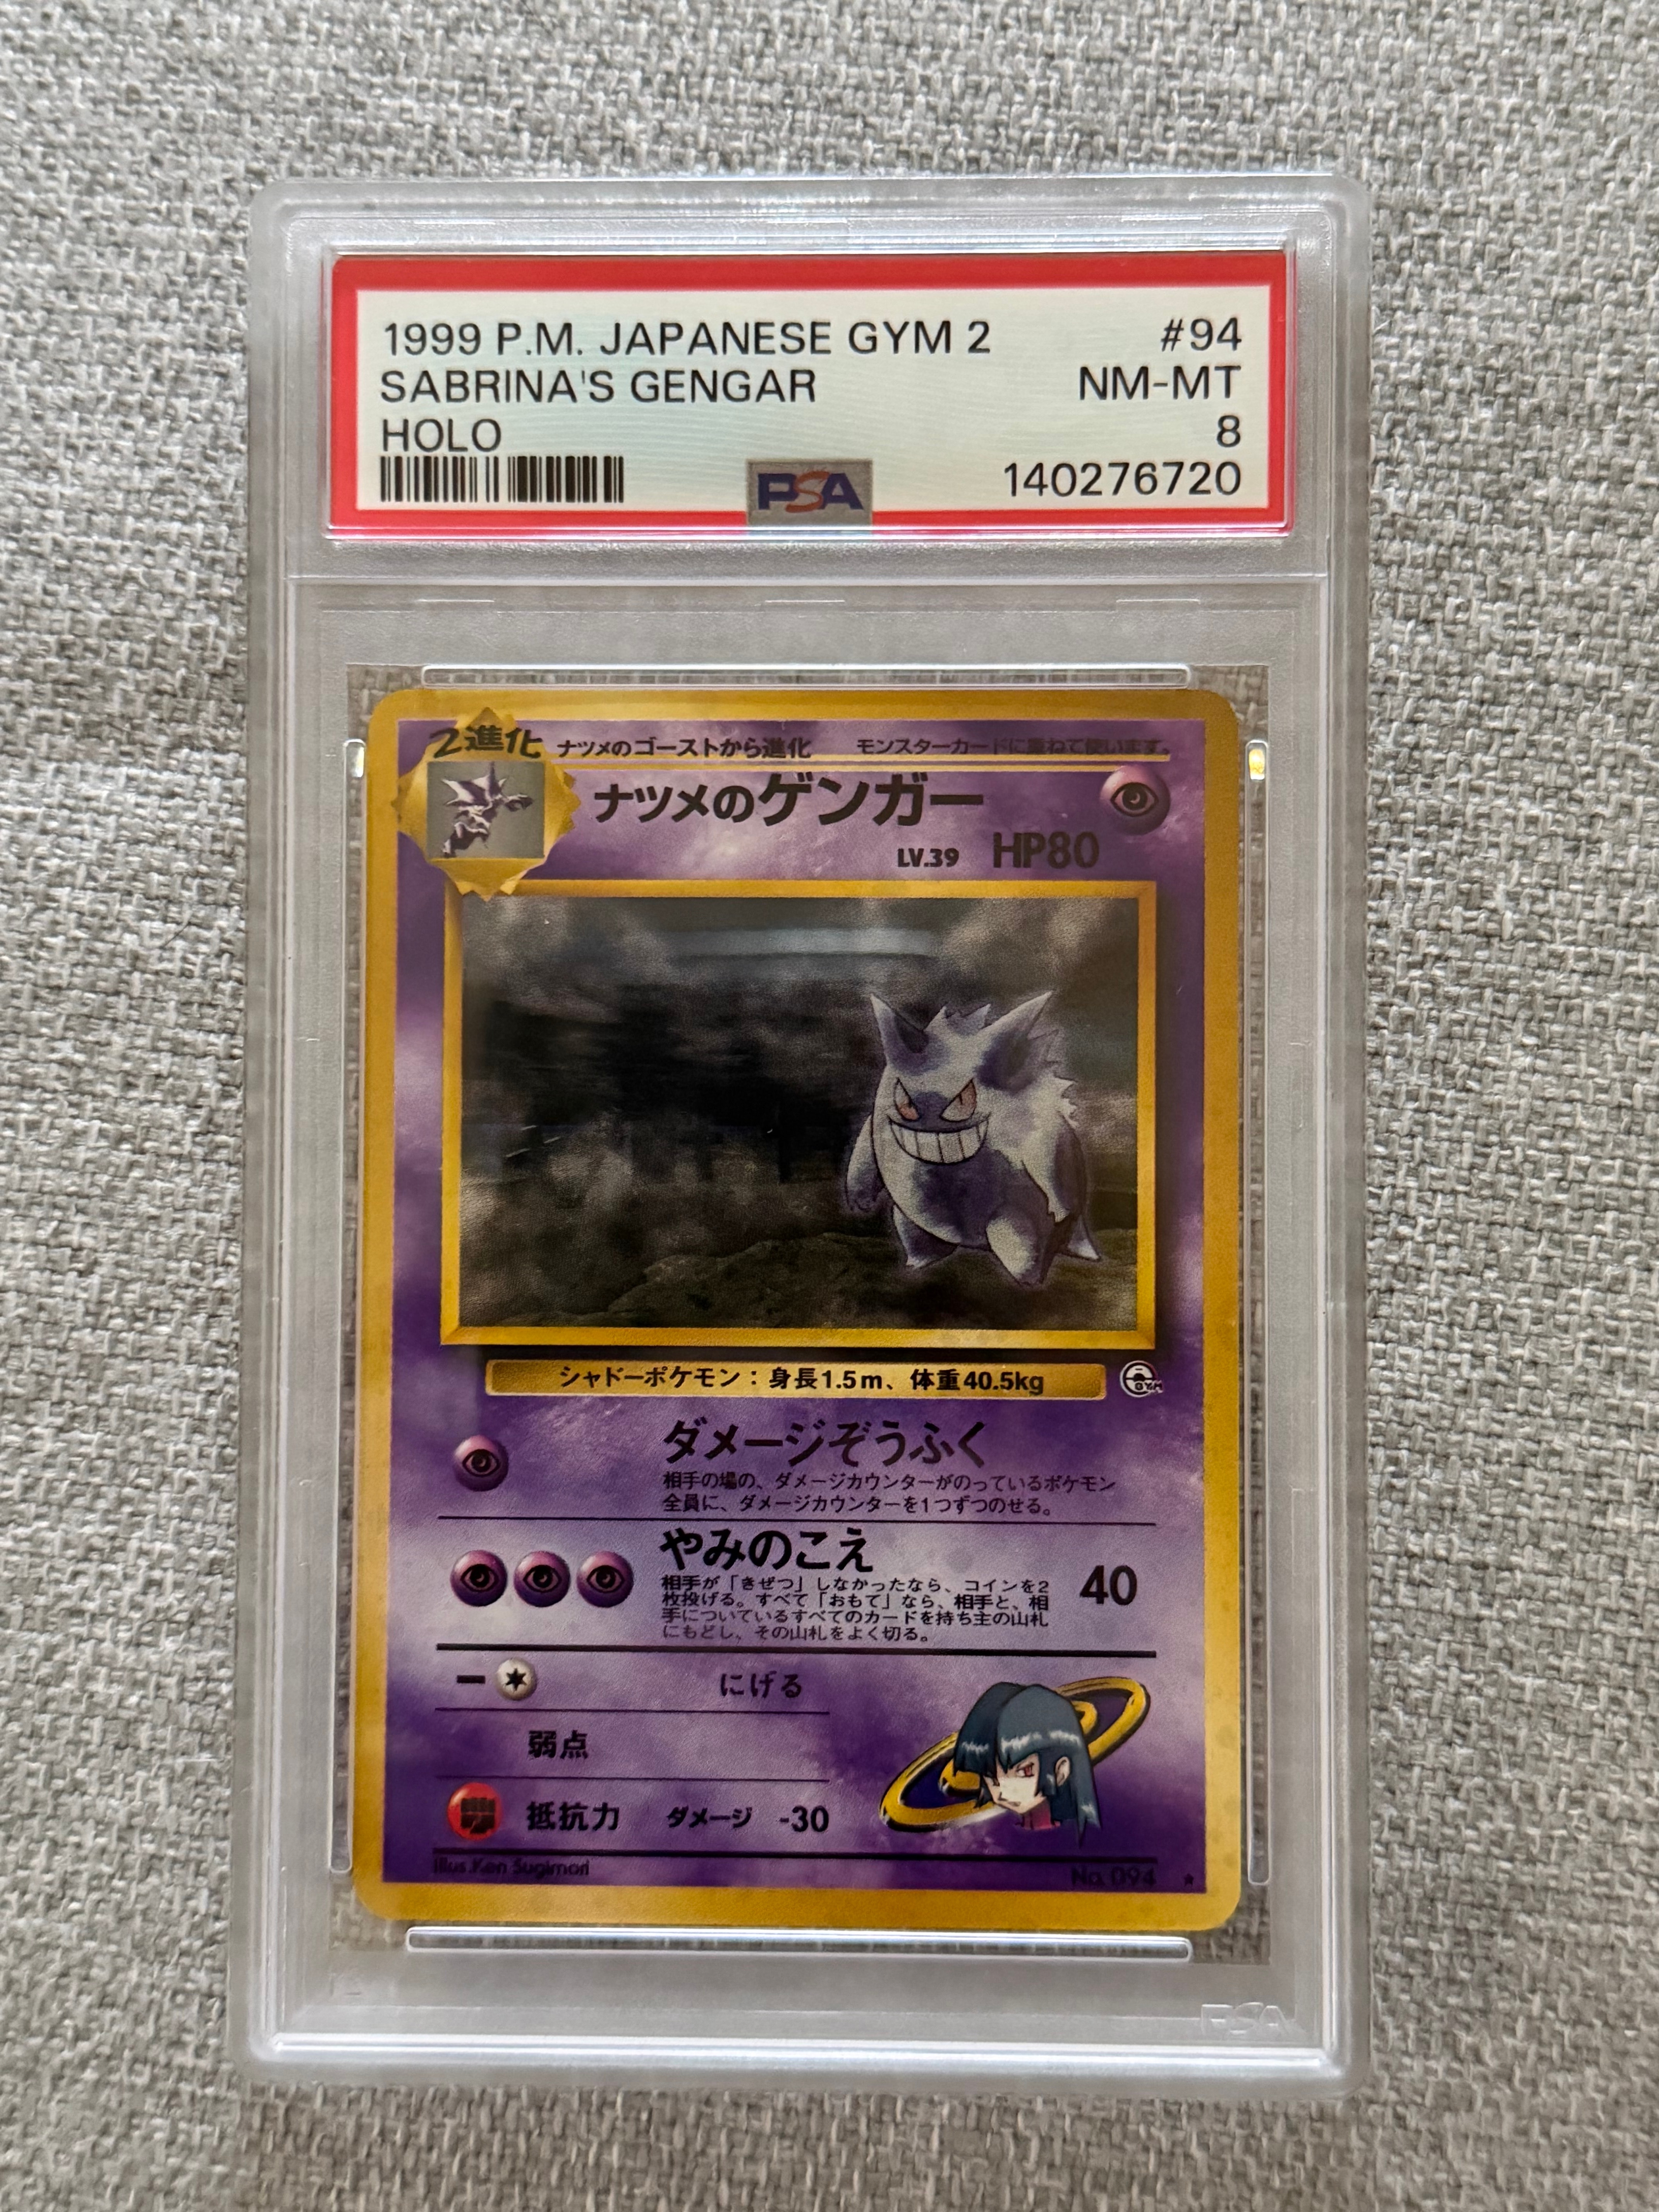 1999 P.M. JAPANESE GYM 2 #94
SABRINA'S GENGAR NM-MT
HOLO 8
PSA 140276720
2進化 ナツメのゴーストから進化 モンスターカードに重ねて使います。
ナツメのゲンガー
LV.39 HP80
シャドーポケモン：身長1.5m、体重40.5kg
GYM
ダメージぞうふく
相手の場の、ダメージカウンターがのっているポケモン
全員に、ダメージカウンターを1つずつのせる。
やみのこえ 40
相手が「きぜつ」しなかったなら、コインを2
枚投げる。すべて「おもて」なら、相手と、相
手についているすべてのカードを持ち主の山札
にもどし、その山札をよく切る。
ー にげる
弱点
抵抗力 ダメージ -30
Illus.Ken Sugimori No.094 ★
PSA